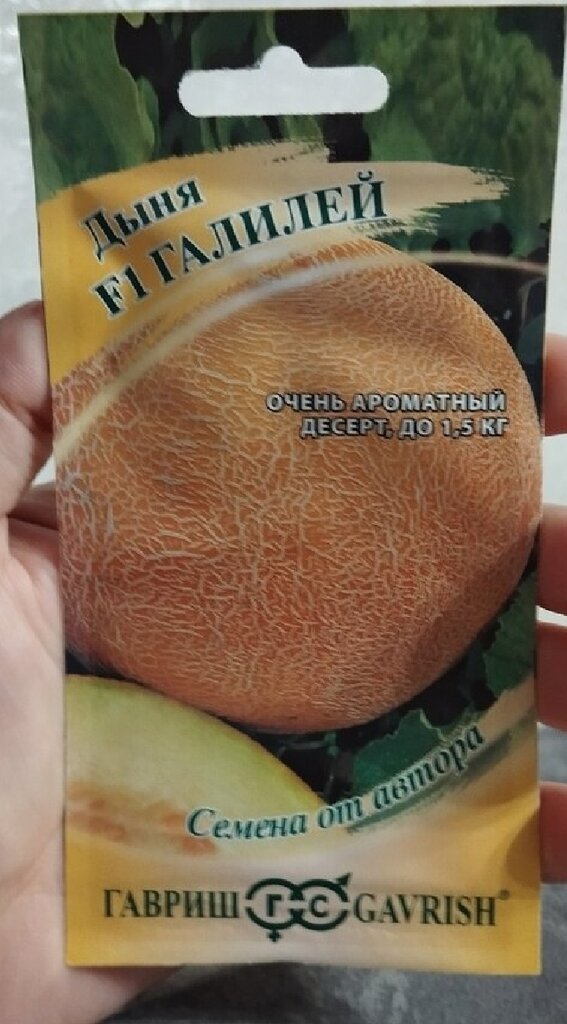 Дыня
F1 ГАЛИЛЕЙ
ОЧЕНЬ АРОМАТНЫЙ
ДЕСЕРТ, ДО 1,5 КГ
Семена от автора
ГАВРИШ ГС GAVRISH®